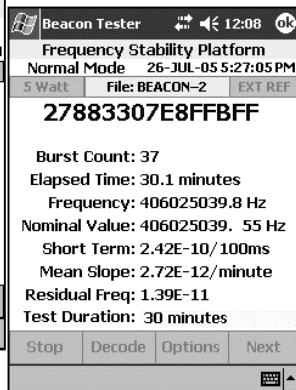 Beacon Tester 12:08 ok
Frequency Stability Platform
Normal Mode 26-JUL-05 5:27:05 PM
5 Watt File: BEACON-2 EXT REF
27883307E8FFBFF
Burst Count: 37
Elapsed Time: 30.1 minutes
Frequency: 406025039.8 Hz
Nominal Value: 406025039. 55 Hz
Short Term: 2.42E-10/100ms
Mean Slope: 2.72E-12/minute
Residual Freq: 1.39E-11
Test Duration: 30 minutes
Stop Decode Options Next